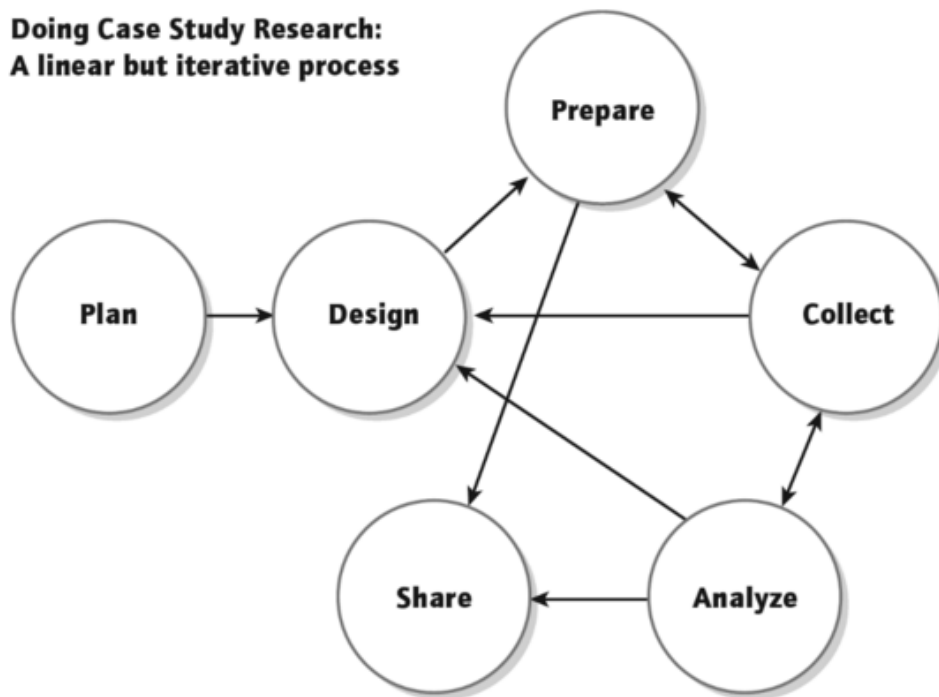 Doing Case Study Research:
A linear but iterative process
Prepare
Plan
Design
Collect
Share
Analyze